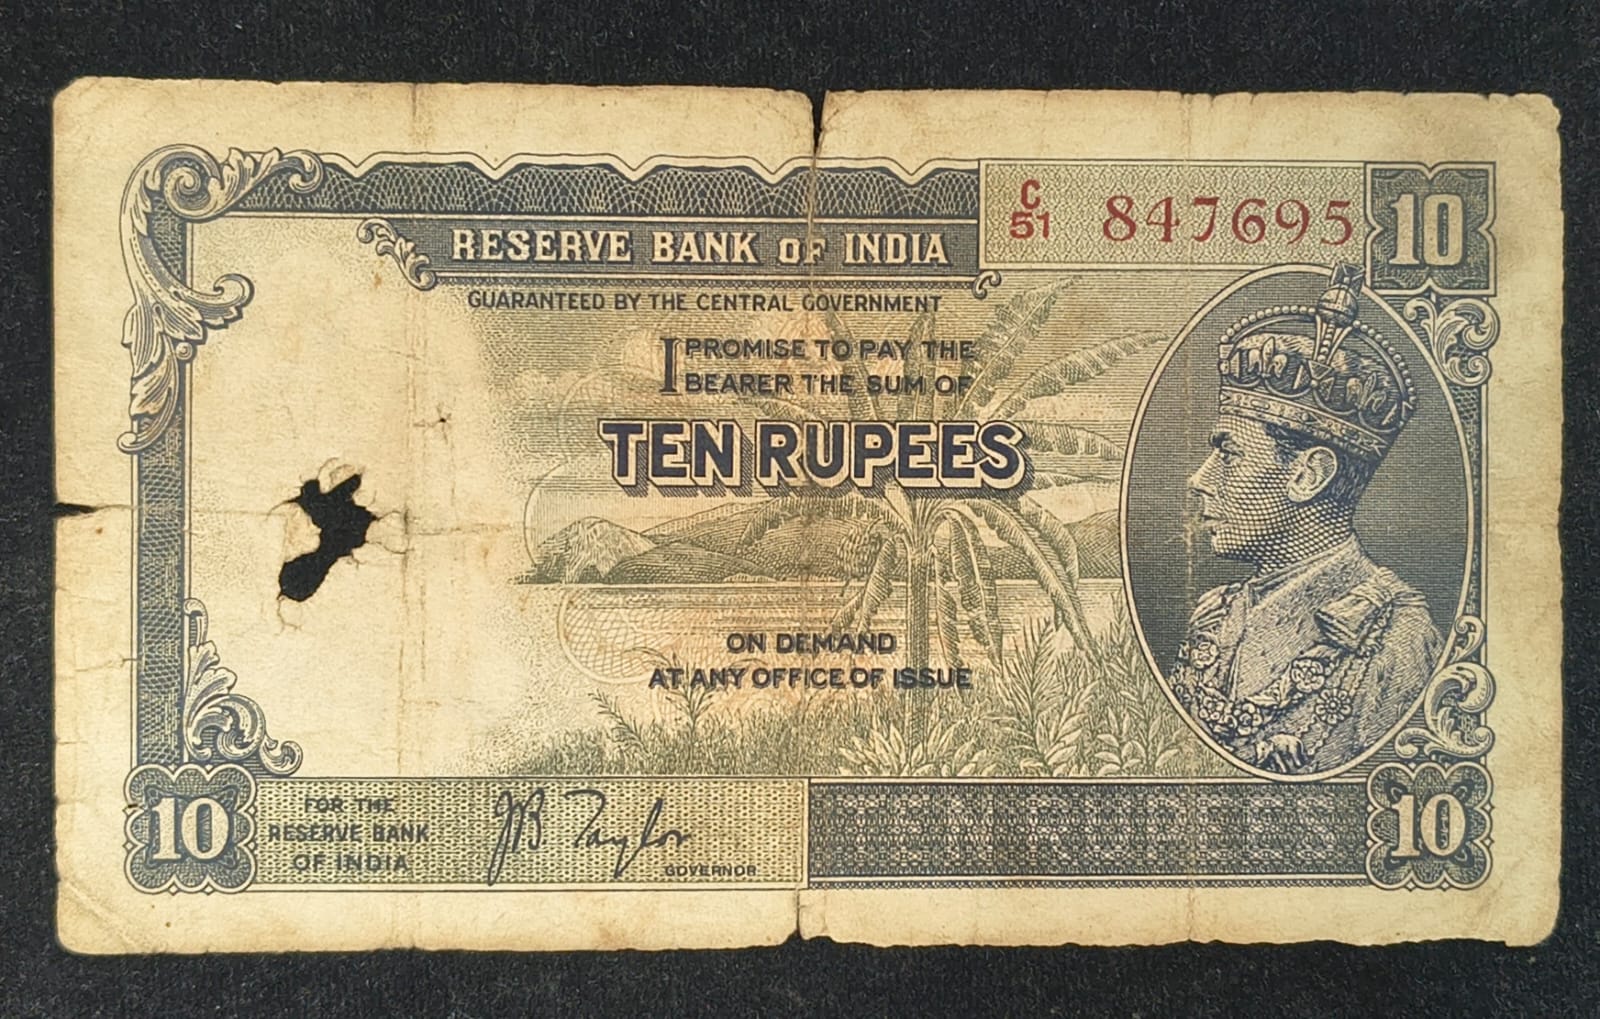 C
51 847695
10
RESERVE BANK OF INDIA
GUARANTEED BY THE CENTRAL GOVERNMENT
I PROMISE TO PAY THE
BEARER THE SUM OF
TEN RUPEES
ON DEMAND
AT ANY OFFICE OF ISSUE
10
FOR THE
RESERVE BANK
OF INDIA
JB Taylor
GOVERNOR
10